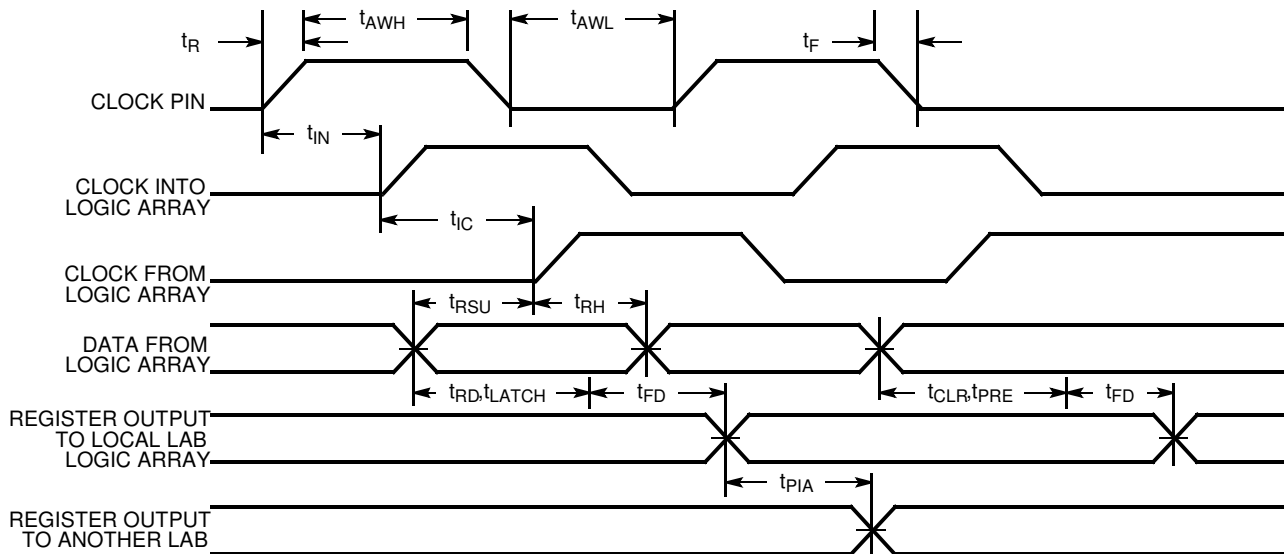 tAWH tAWL
tR tF
CLOCK PIN
tIN
CLOCK INTO
LOGIC ARRAY
tIC
CLOCK FROM
LOGIC ARRAY
tRSU tRH
DATA FROM
LOGIC ARRAY
tRD,tLATCH tFD tCLR,tPRE tFD
REGISTER OUTPUT
TO LOCAL LAB
LOGIC ARRAY
tPIA
REGISTER OUTPUT
TO ANOTHER LAB